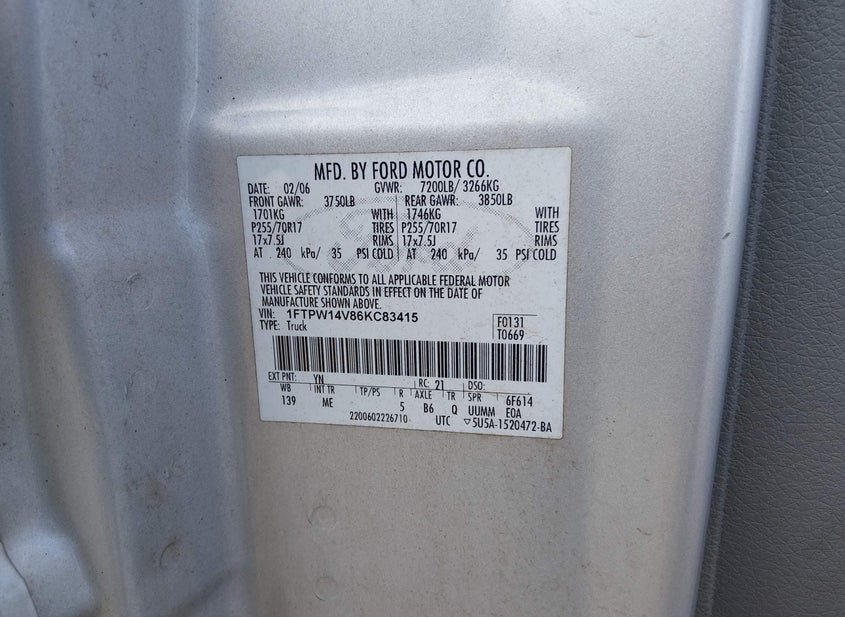 MFD. BY FORD MOTOR CO.
DATE: 02/06 GVWR: 7200LB/ 3266KG
FRONT GAWR: 3750LB REAR GAWR: 3850LB
1701KG WITH 1746KG WITH
P255/70R17 TIRES P255/70R17 TIRES
17x7.5J RIMS 17x7.5J RIMS
AT 240 kPa/ 35 PSI COLD AT 240 kPa/ 35 PSI COLD
THIS VEHICLE CONFORMS TO ALL APPLICABLE FEDERAL MOTOR
VEHICLE SAFETY STANDARDS IN EFFECT ON THE DATE OF
MANUFACTURE SHOWN ABOVE.
VIN: 1FTPW14V86KC83415 F0131
TYPE: Truck T0669
EXT PNT: YN RC: 21 DSO:
WB INT TR TP/PS R AXLE TR SPR 6F614
139 ME 5 B6 Q UUMM EOA
2200602226710 UTC ▽5U5A-1520472-BA